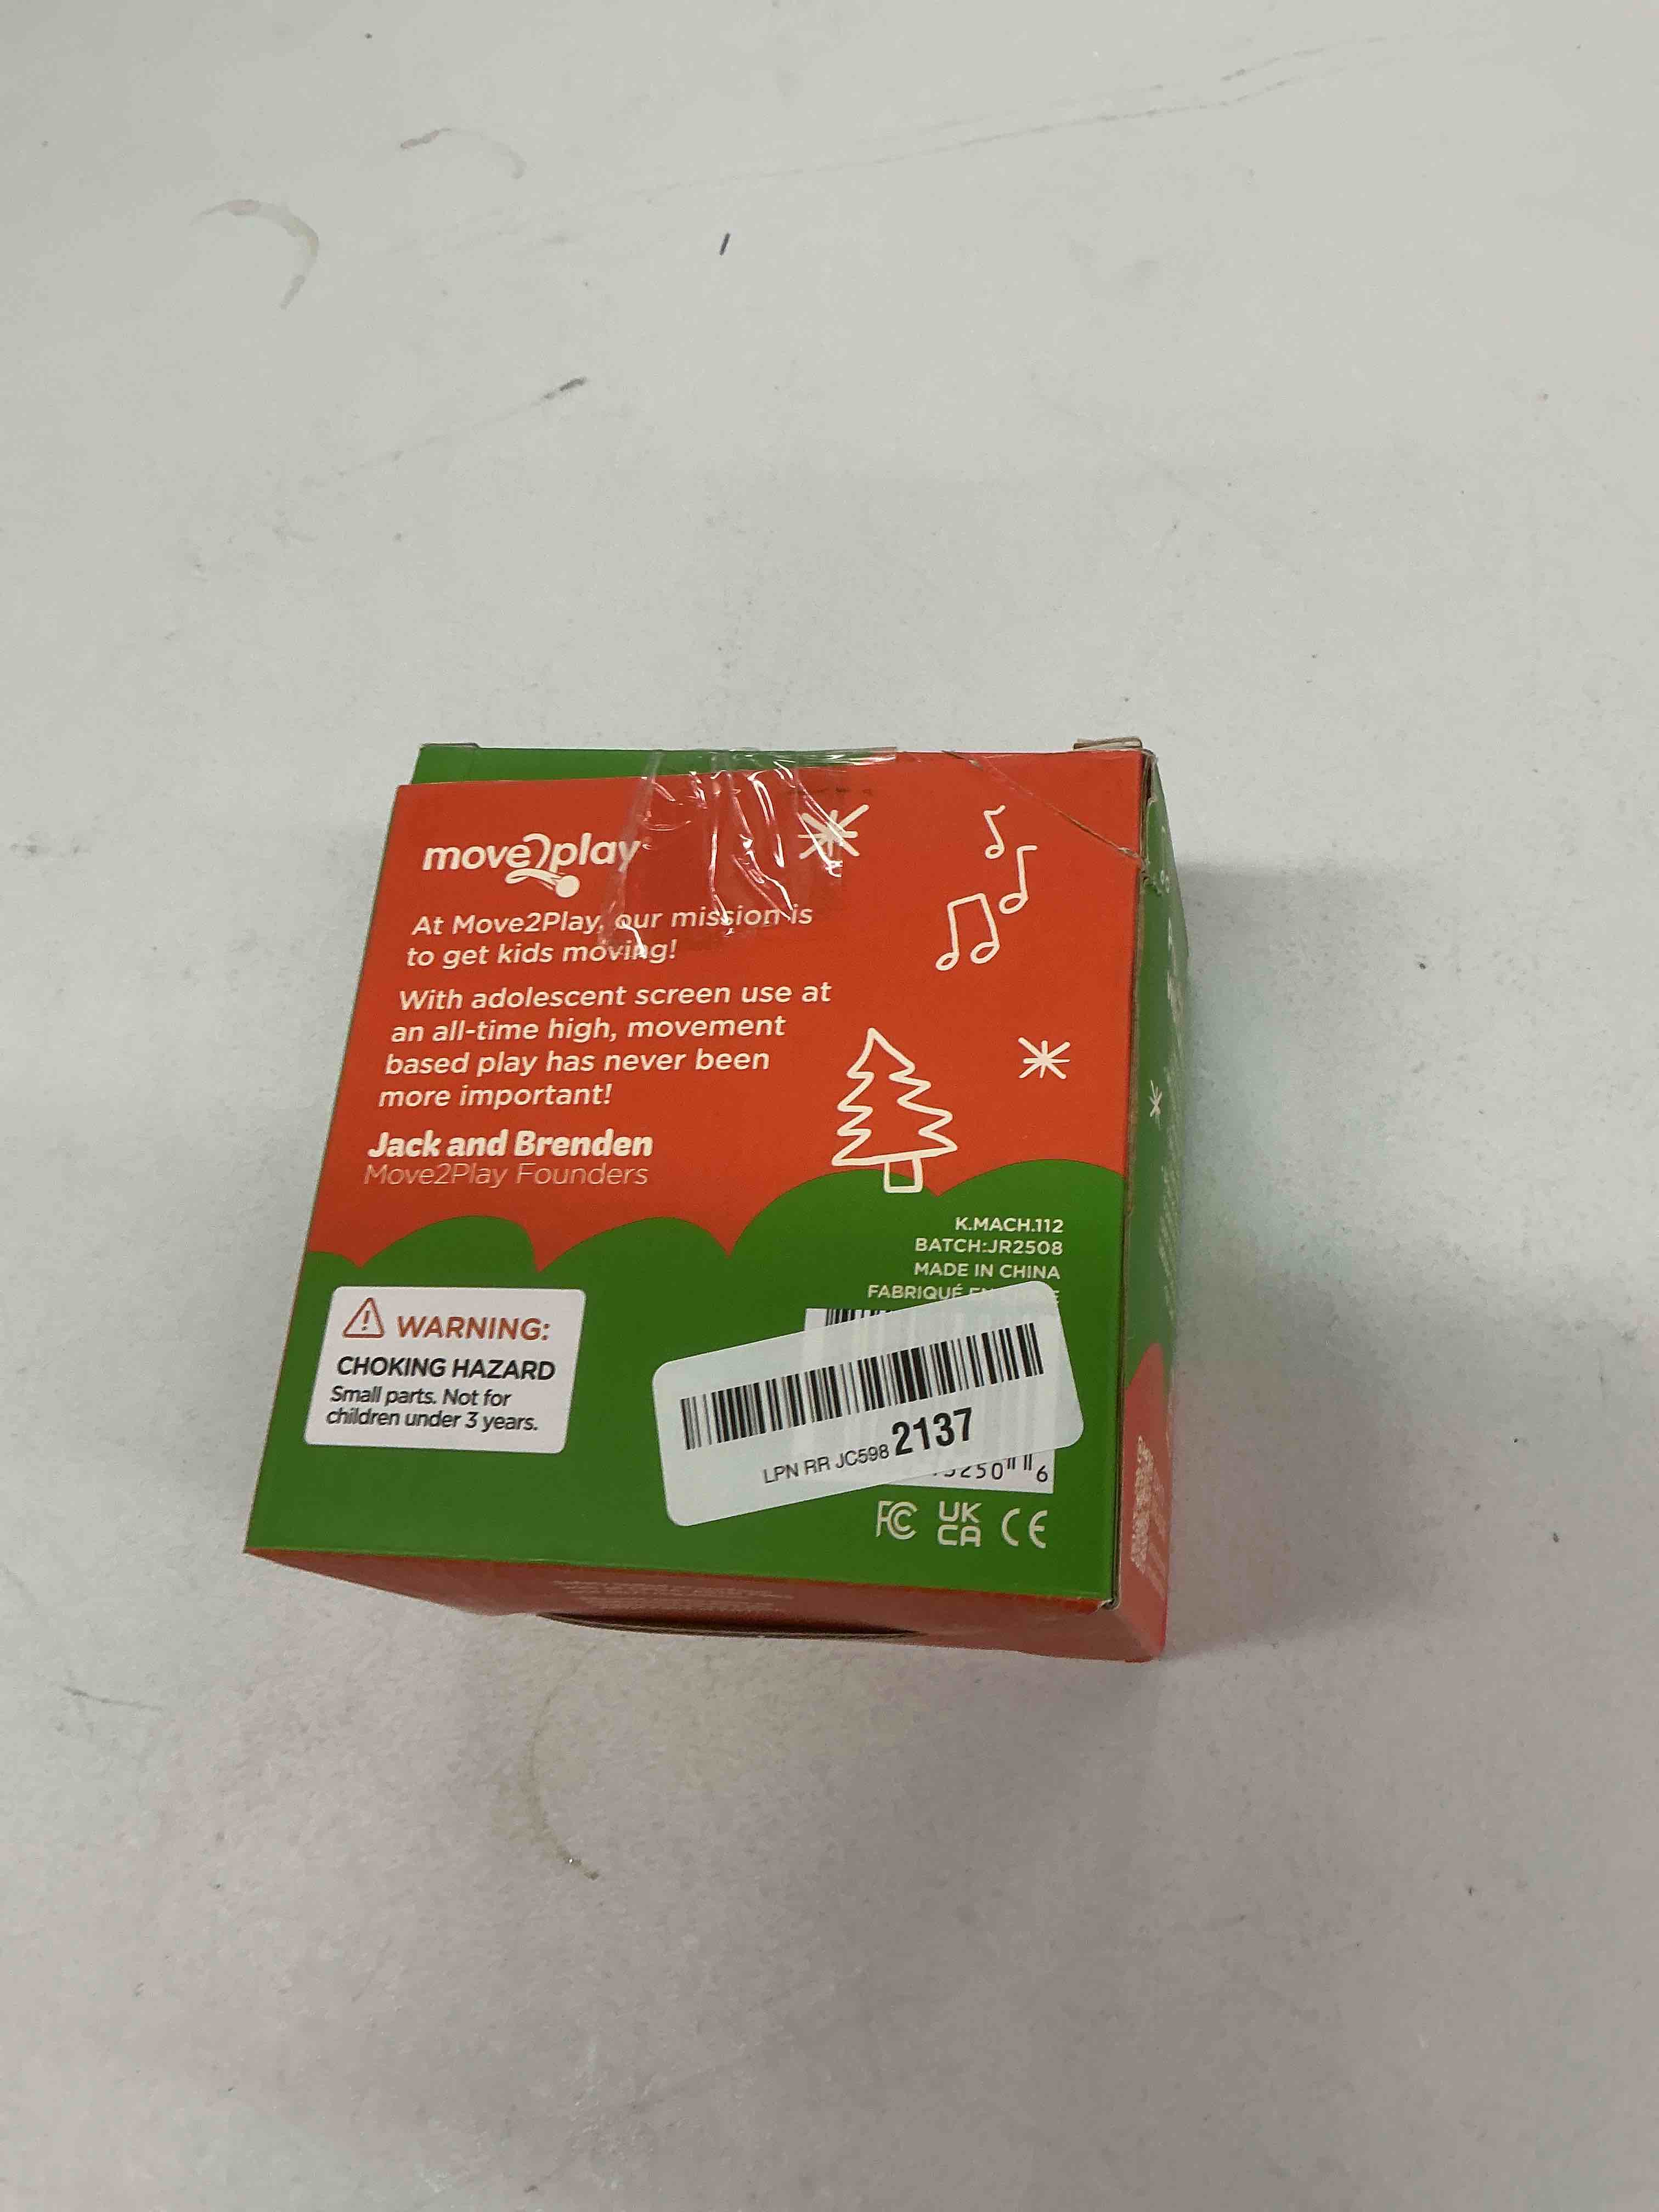 move2play
At Move2Play, our mission is
to get kids moving!
With adolescent screen use at
an all-time high, movement
based play has never been
more important!
Jack and Brenden
Move2Play Founders
K.MACH.112
BATCH:JR2508
MADE IN CHINA
FABRIQUÉ
WARNING:
CHOKING HAZARD
Small parts. Not for
children under 3 years.
LPN RR JC598 2137
250 6
FC UK CA CE